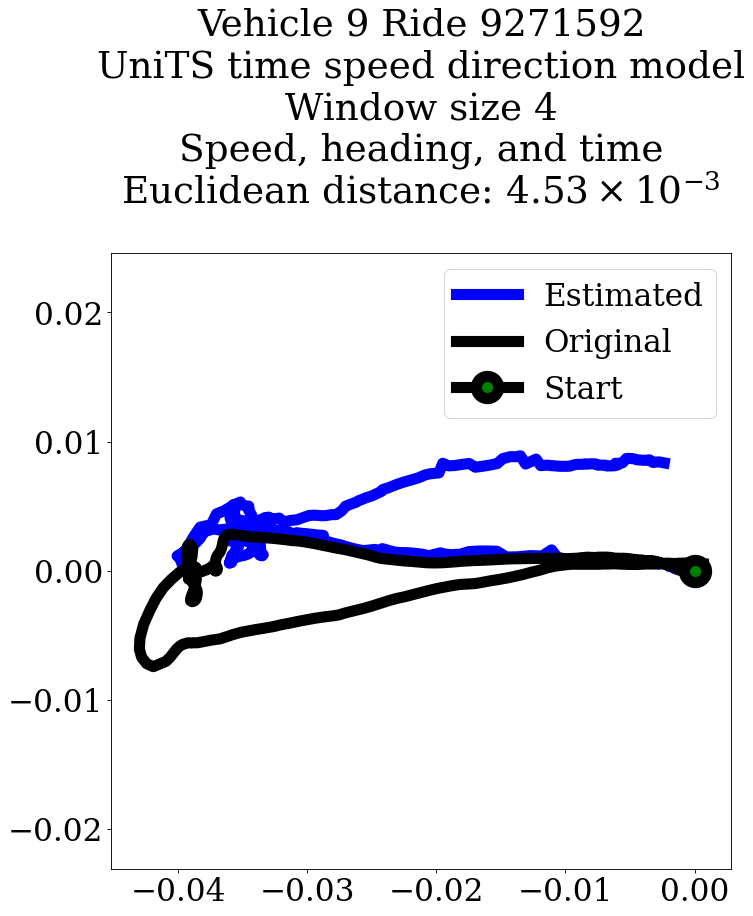 Vehicle 9 Ride 9271592
UniTS time speed direction model
Window size 4
Speed, heading, and time
Euclidean distance: 4.53 × 10⁻³
Estimated
Original
Start
0.02
0.01
0.00
−0.01
−0.02
−0.04 −0.03 −0.02 −0.01 0.00